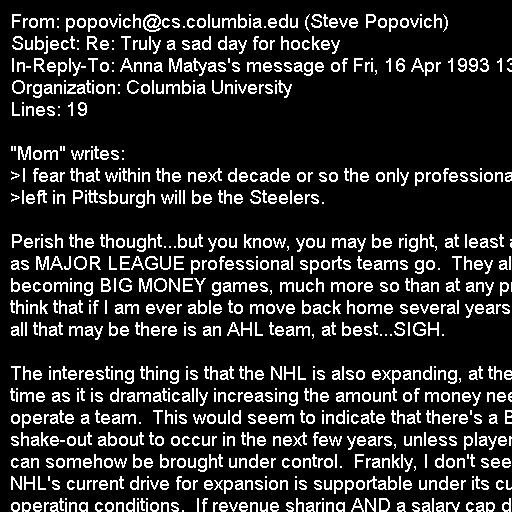 From: popovich@cs.columbia.edu (Steve Popovich)
Subject: Re: Truly a sad day for hockey
In-Reply-To: Anna Matyas's message of Fri, 16 Apr 1993 13
Organization: Columbia University
Lines: 19

"Mom" writes:
>I fear that within the next decade or so the only professiona
>left in Pittsburgh will be the Steelers.

Perish the thought...but you know, you may be right, at least
as MAJOR LEAGUE professional sports teams go.  They al
becoming BIG MONEY games, much more so than at any p
think that if I am ever able to move back home several years
all that may be there is an AHL team, at best...SIGH.

The interesting thing is that the NHL is also expanding, at the
time as it is dramatically increasing the amount of money nee
operate a team.  This would seem to indicate that there's a B
shake-out about to occur in the next few years, unless player
can somehow be brought under control.  Frankly, I don't see
NHL's current drive for expansion is supportable under its cu
operating conditions.  If revenue sharing AND a salary cap d